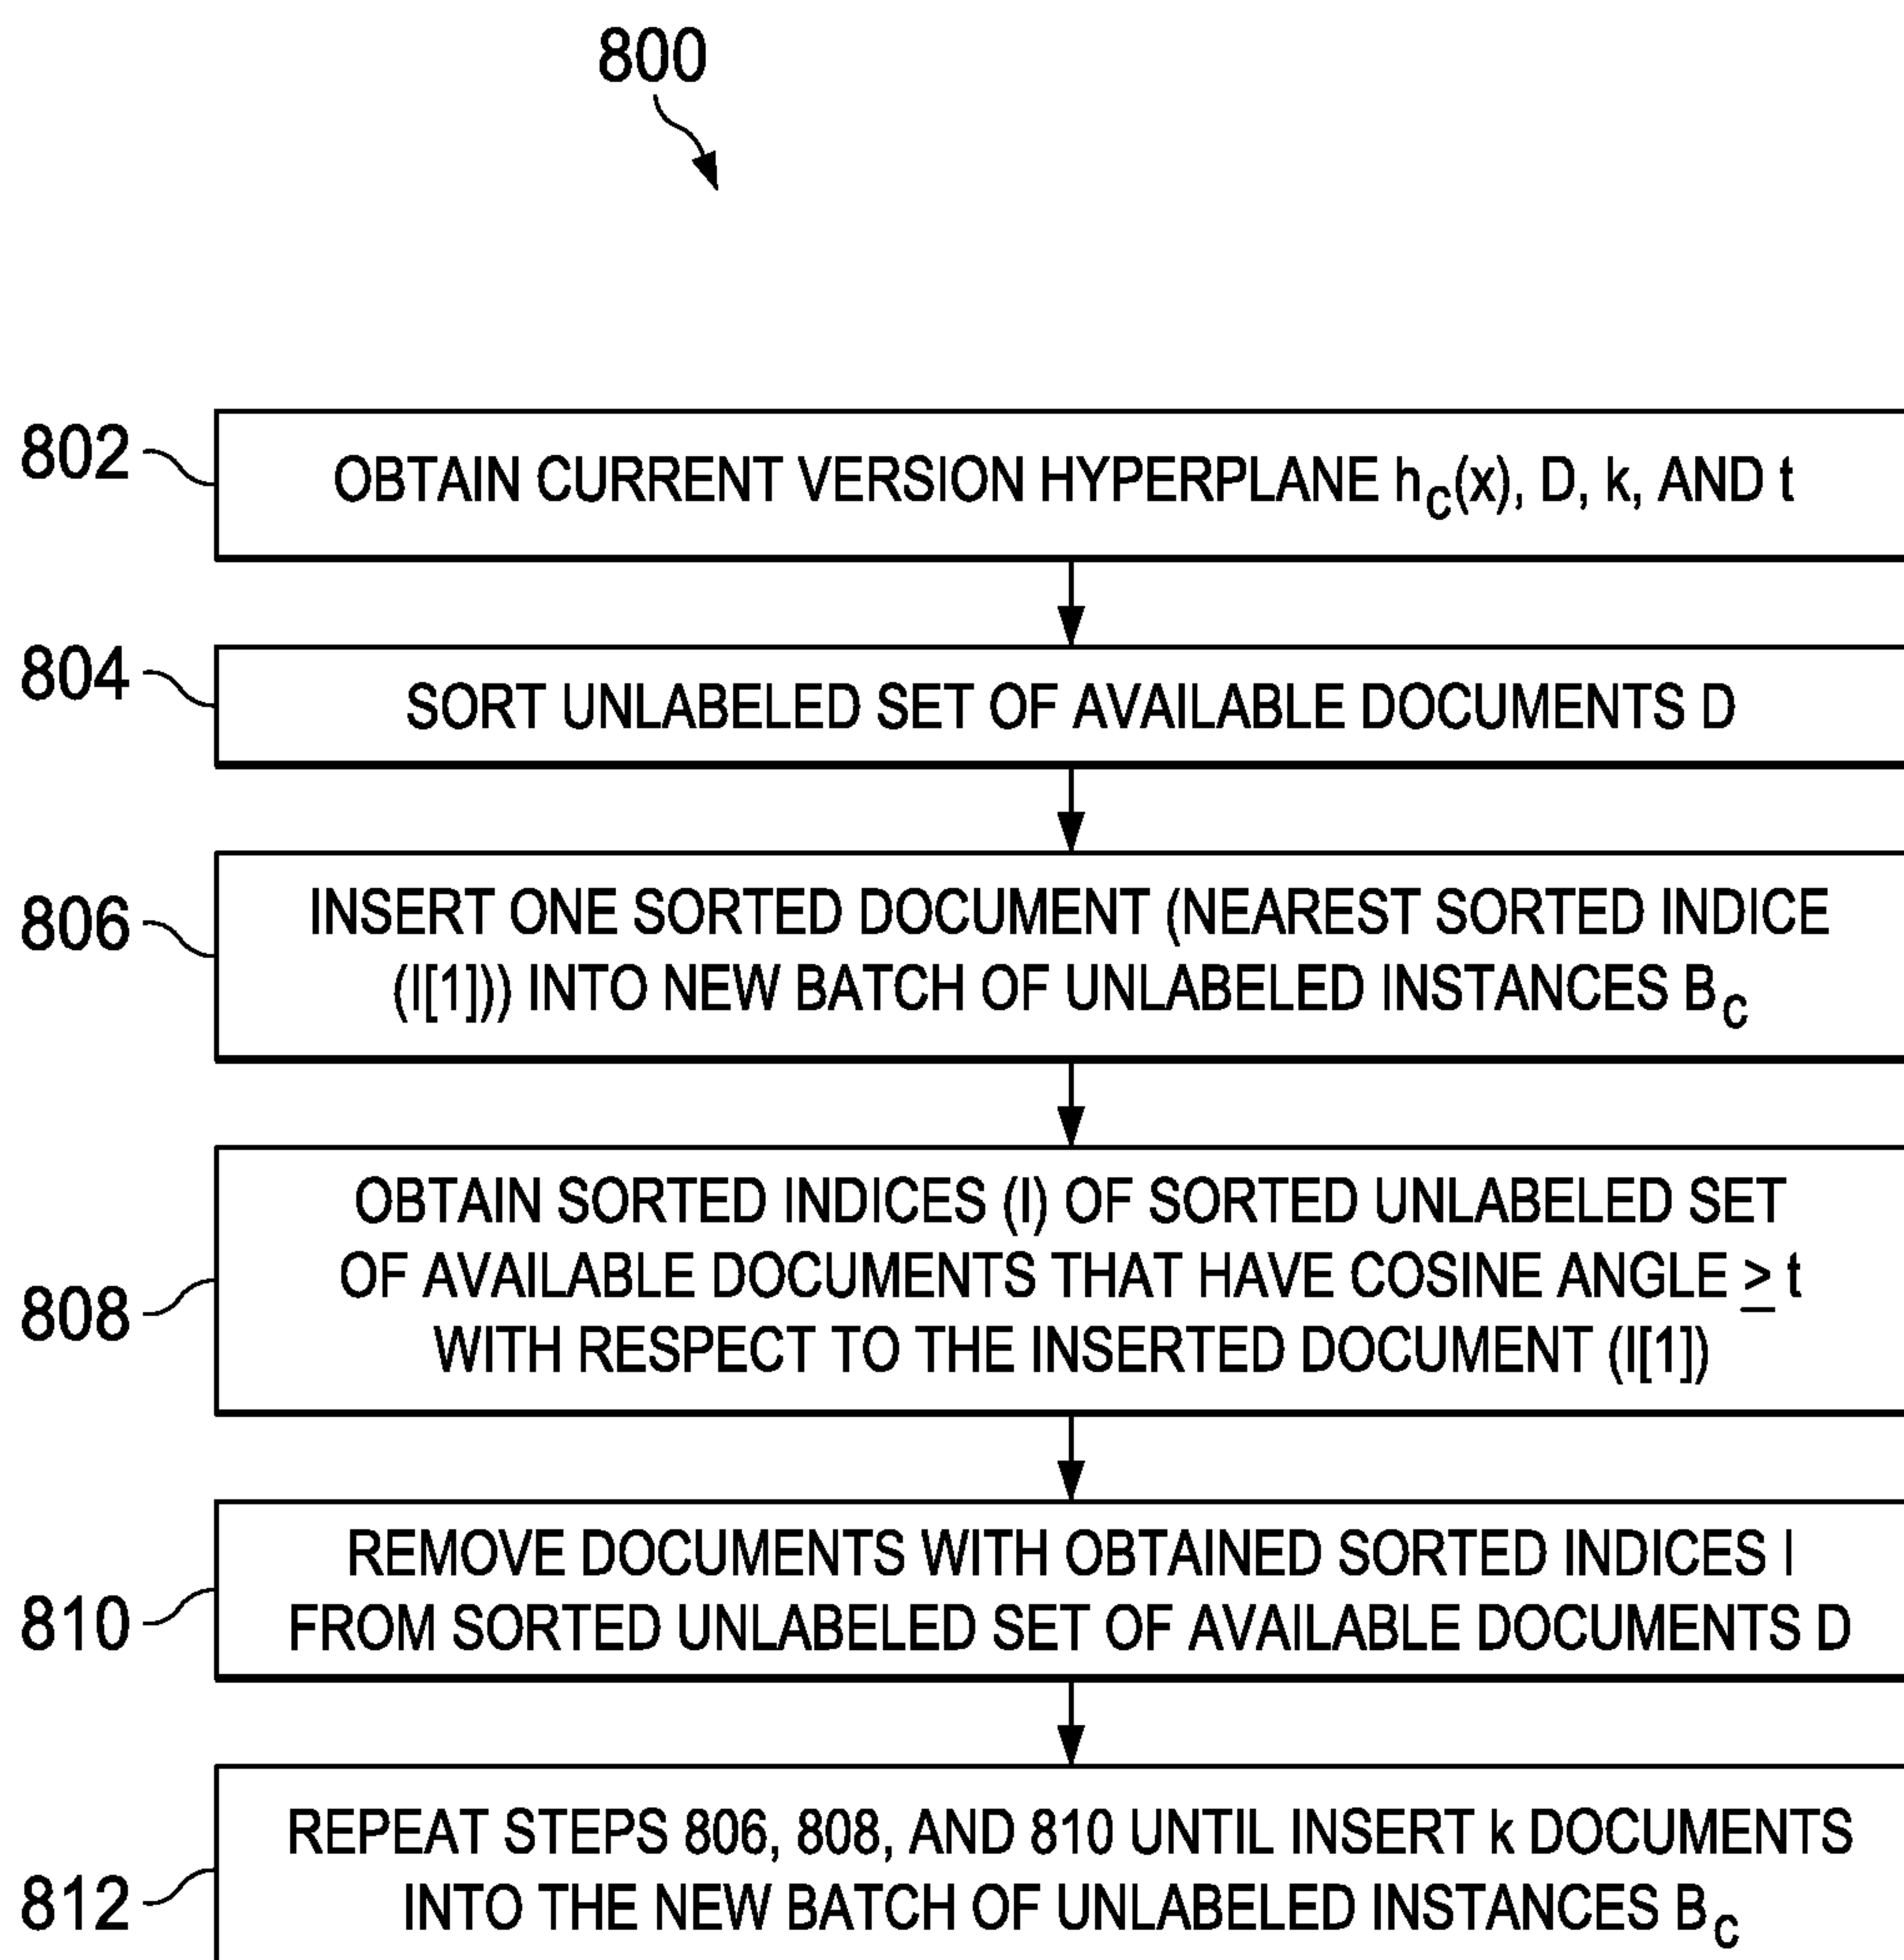 800
802
OBTAIN CURRENT VERSION HYPERPLANE hc(x), D, k, AND t
804
SORT UNLABELED SET OF AVAILABLE DOCUMENTS D
806
INSERT ONE SORTED DOCUMENT (NEAREST SORTED INDICE
(I[1])) INTO NEW BATCH OF UNLABELED INSTANCES Bc
808
OBTAIN SORTED INDICES (I) OF SORTED UNLABELED SET
OF AVAILABLE DOCUMENTS THAT HAVE COSINE ANGLE ≥ t
WITH RESPECT TO THE INSERTED DOCUMENT (I[1])
810
REMOVE DOCUMENTS WITH OBTAINED SORTED INDICES I
FROM SORTED UNLABELED SET OF AVAILABLE DOCUMENTS D
812
REPEAT STEPS 806, 808, AND 810 UNTIL INSERT k DOCUMENTS
INTO THE NEW BATCH OF UNLABELED INSTANCES Bc